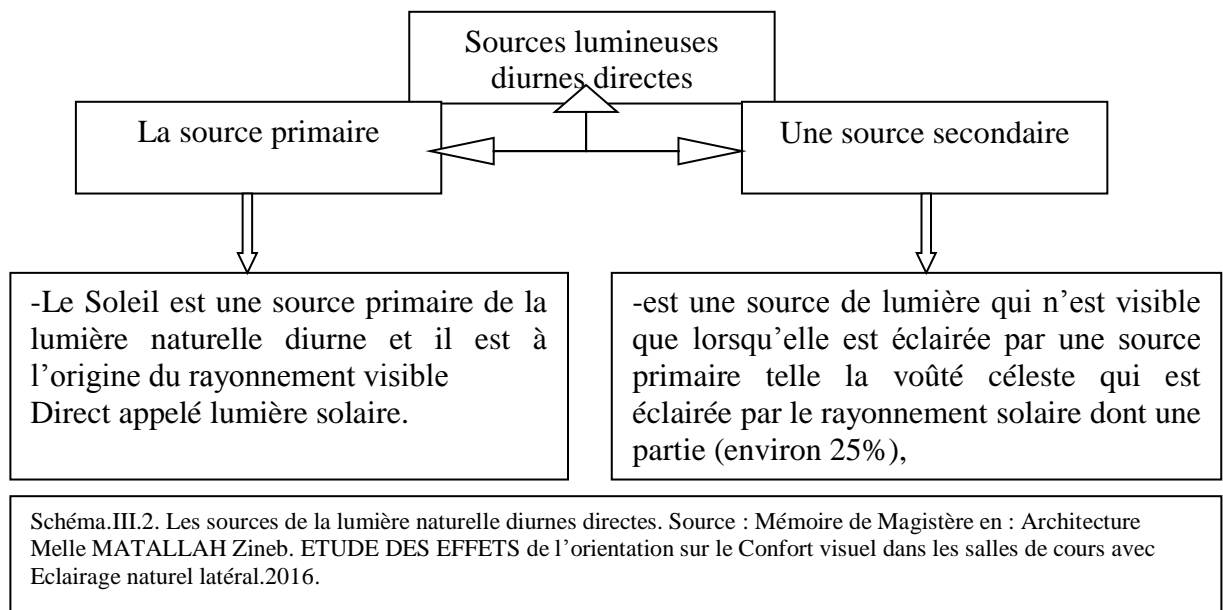 Sources lumineuses
diurnes directes
La source primaire
Une source secondaire
-Le Soleil est une source primaire de la
lumière naturelle diurne et il est à
l’origine du rayonnement visible
Direct appelé lumière solaire.
-est une source de lumière qui n’est visible
que lorsqu’elle est éclairée par une source
primaire telle la voûté céleste qui est
éclairée par le rayonnement solaire dont une
partie (environ 25%),
Schéma.III.2. Les sources de la lumière naturelle diurnes directes. Source : Mémoire de Magistère en : Architecture
Melle MATALLAH Zineb. ETUDE DES EFFETS de l’orientation sur le Confort visuel dans les salles de cours avec
Eclairage naturel latéral.2016.